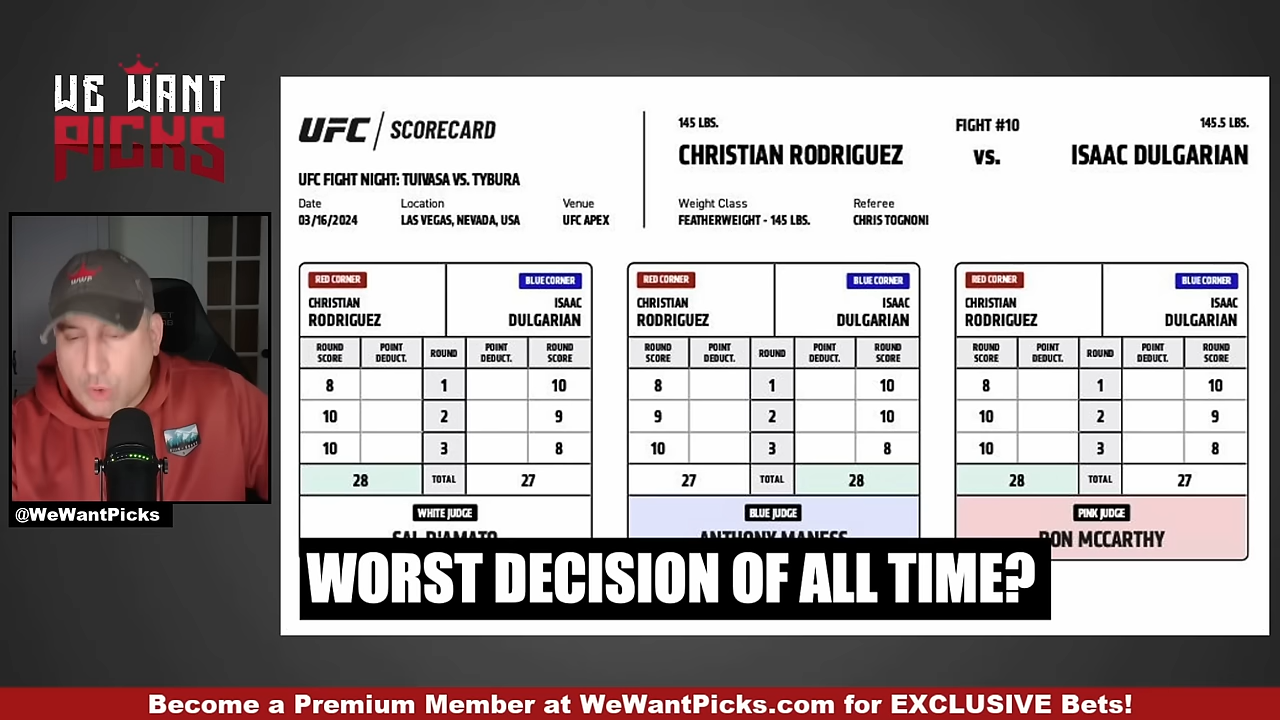 WE WANT
PICKS
UFC / SCORECARD
UFC FIGHT NIGHT: TUIVASA VS. TYBURA
Date Location Venue
03/16/2024 LAS VEGAS, NEVADA, USA UFC APEX
145 LBS. FIGHT #10 145.5 LBS.
CHRISTIAN RODRIGUEZ VS. ISAAC DULGARIAN
Weight Class Referee
FEATHERWEIGHT - 145 LBS. CHRIS TOGNONI
RED CORNER BLUE CORNER
CHRISTIAN ISAAC
RODRIGUEZ DULGARIAN
ROUND POINT ROUND POINT ROUND
SCORE DEDUCT. DEDUCT. SCORE
8 1 10
10 2 9
10 3 8
28 TOTAL 27
WHITE JUDGE
SAL D'AMATO
RED CORNER BLUE CORNER
CHRISTIAN ISAAC
RODRIGUEZ DULGARIAN
ROUND POINT ROUND POINT ROUND
SCORE DEDUCT. DEDUCT. SCORE
8 1 10
9 2 10
10 3 8
27 TOTAL 28
BLUE JUDGE
ANTHONY MANESS
RED CORNER BLUE CORNER
CHRISTIAN ISAAC
RODRIGUEZ DULGARIAN
ROUND POINT ROUND POINT ROUND
SCORE DEDUCT. DEDUCT. SCORE
8 1 10
10 2 9
10 3 8
28 TOTAL 27
PINK JUDGE
RON MCCARTHY
@WeWantPicks
WORST DECISION OF ALL TIME?
Become a Premium Member at WeWantPicks.com for EXCLUSIVE Bets!